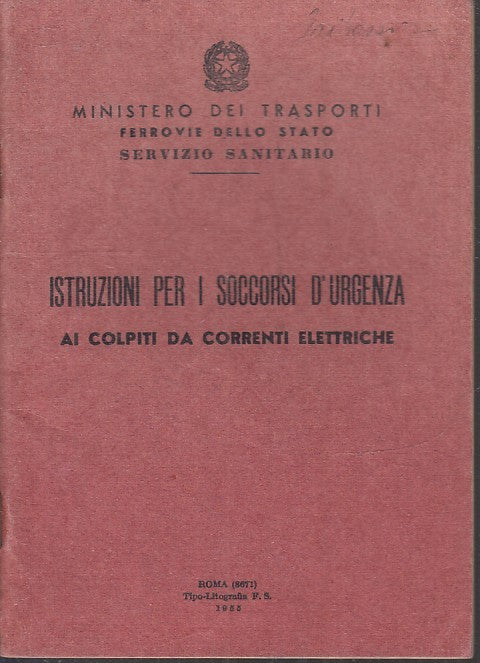 MINISTERO DEI TRASPORTI
FERROVIE DELLO STATO
SERVIZIO SANITARIO
ISTRUZIONI PER I SOCCORSI D'URGENZA
AI COLPITI DA CORRENTI ELETTRICHE
ROMA (8671)
Tipo-Litografia F. S.
1955